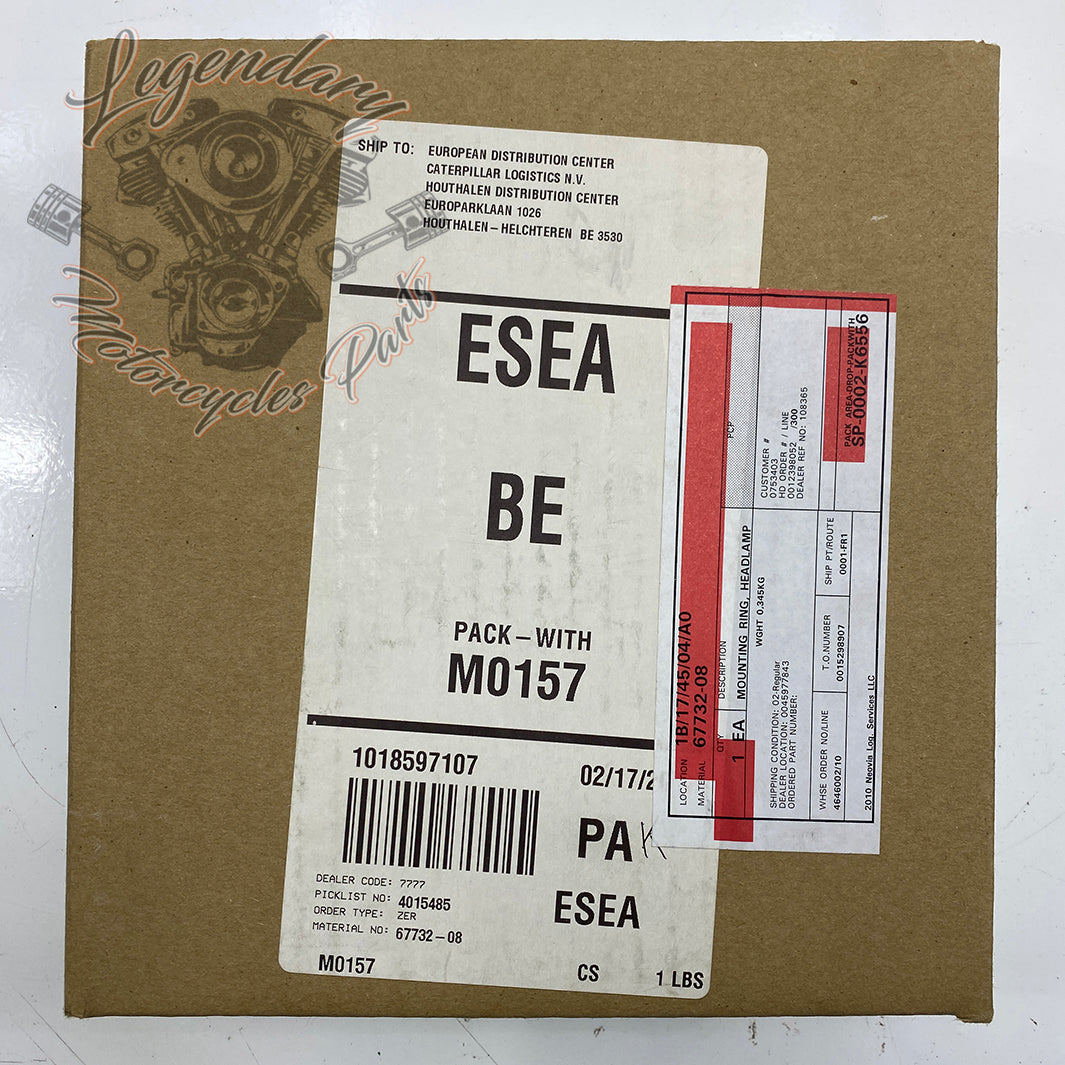 Legendary
Motorcycles Parts
SHIP TO: EUROPEAN DISTRIBUTION CENTER
CATERPILLAR LOGISTICS N.V.
HOUTHALEN DISTRIBUTION CENTER
EUROPARKLAAN 1026
HOUTHALEN-HELCHTEREN BE 3530
ESEA
BE
PACK-WITH
M0157
1018597107 02/17/2
PAK
ESEA
DEALER CODE: 7777
PICKLIST NO: 4015485
ORDER TYPE: ZER
MATERIAL NO: 67732-08
M0157 CS 1 LBS
LOCATION 1B/17/45/04/A0
MATERIAL 67732-08
QTY DESCRIPTION PCP
1 EA MOUNTING RING, HEADLAMP
WGHT 0.345KG
CUSTOMER #
0753403
HD ORDER # / LINE
0012398052 /300
DEALER REF NO: 108365
SHIPPING CONDITION: 02-Regular
DEALER LOCATION: 0045977843
ORDERED PART NUMBER:
WHSE ORDER NO/LINE T.O.NUMBER SHIP PT/ROUTE
4646002/10 0015298907 0001-FR1
PACK AREA-DROP-PACKWITH
SP-0002-K6556
2010 Neovia Log. Services LLC